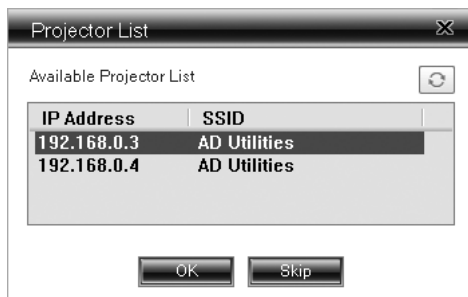 Projector List
Available Projector List
IP Address SSID
192.168.0.3 AD Utilities
192.168.0.4 AD Utilities
OK Skip